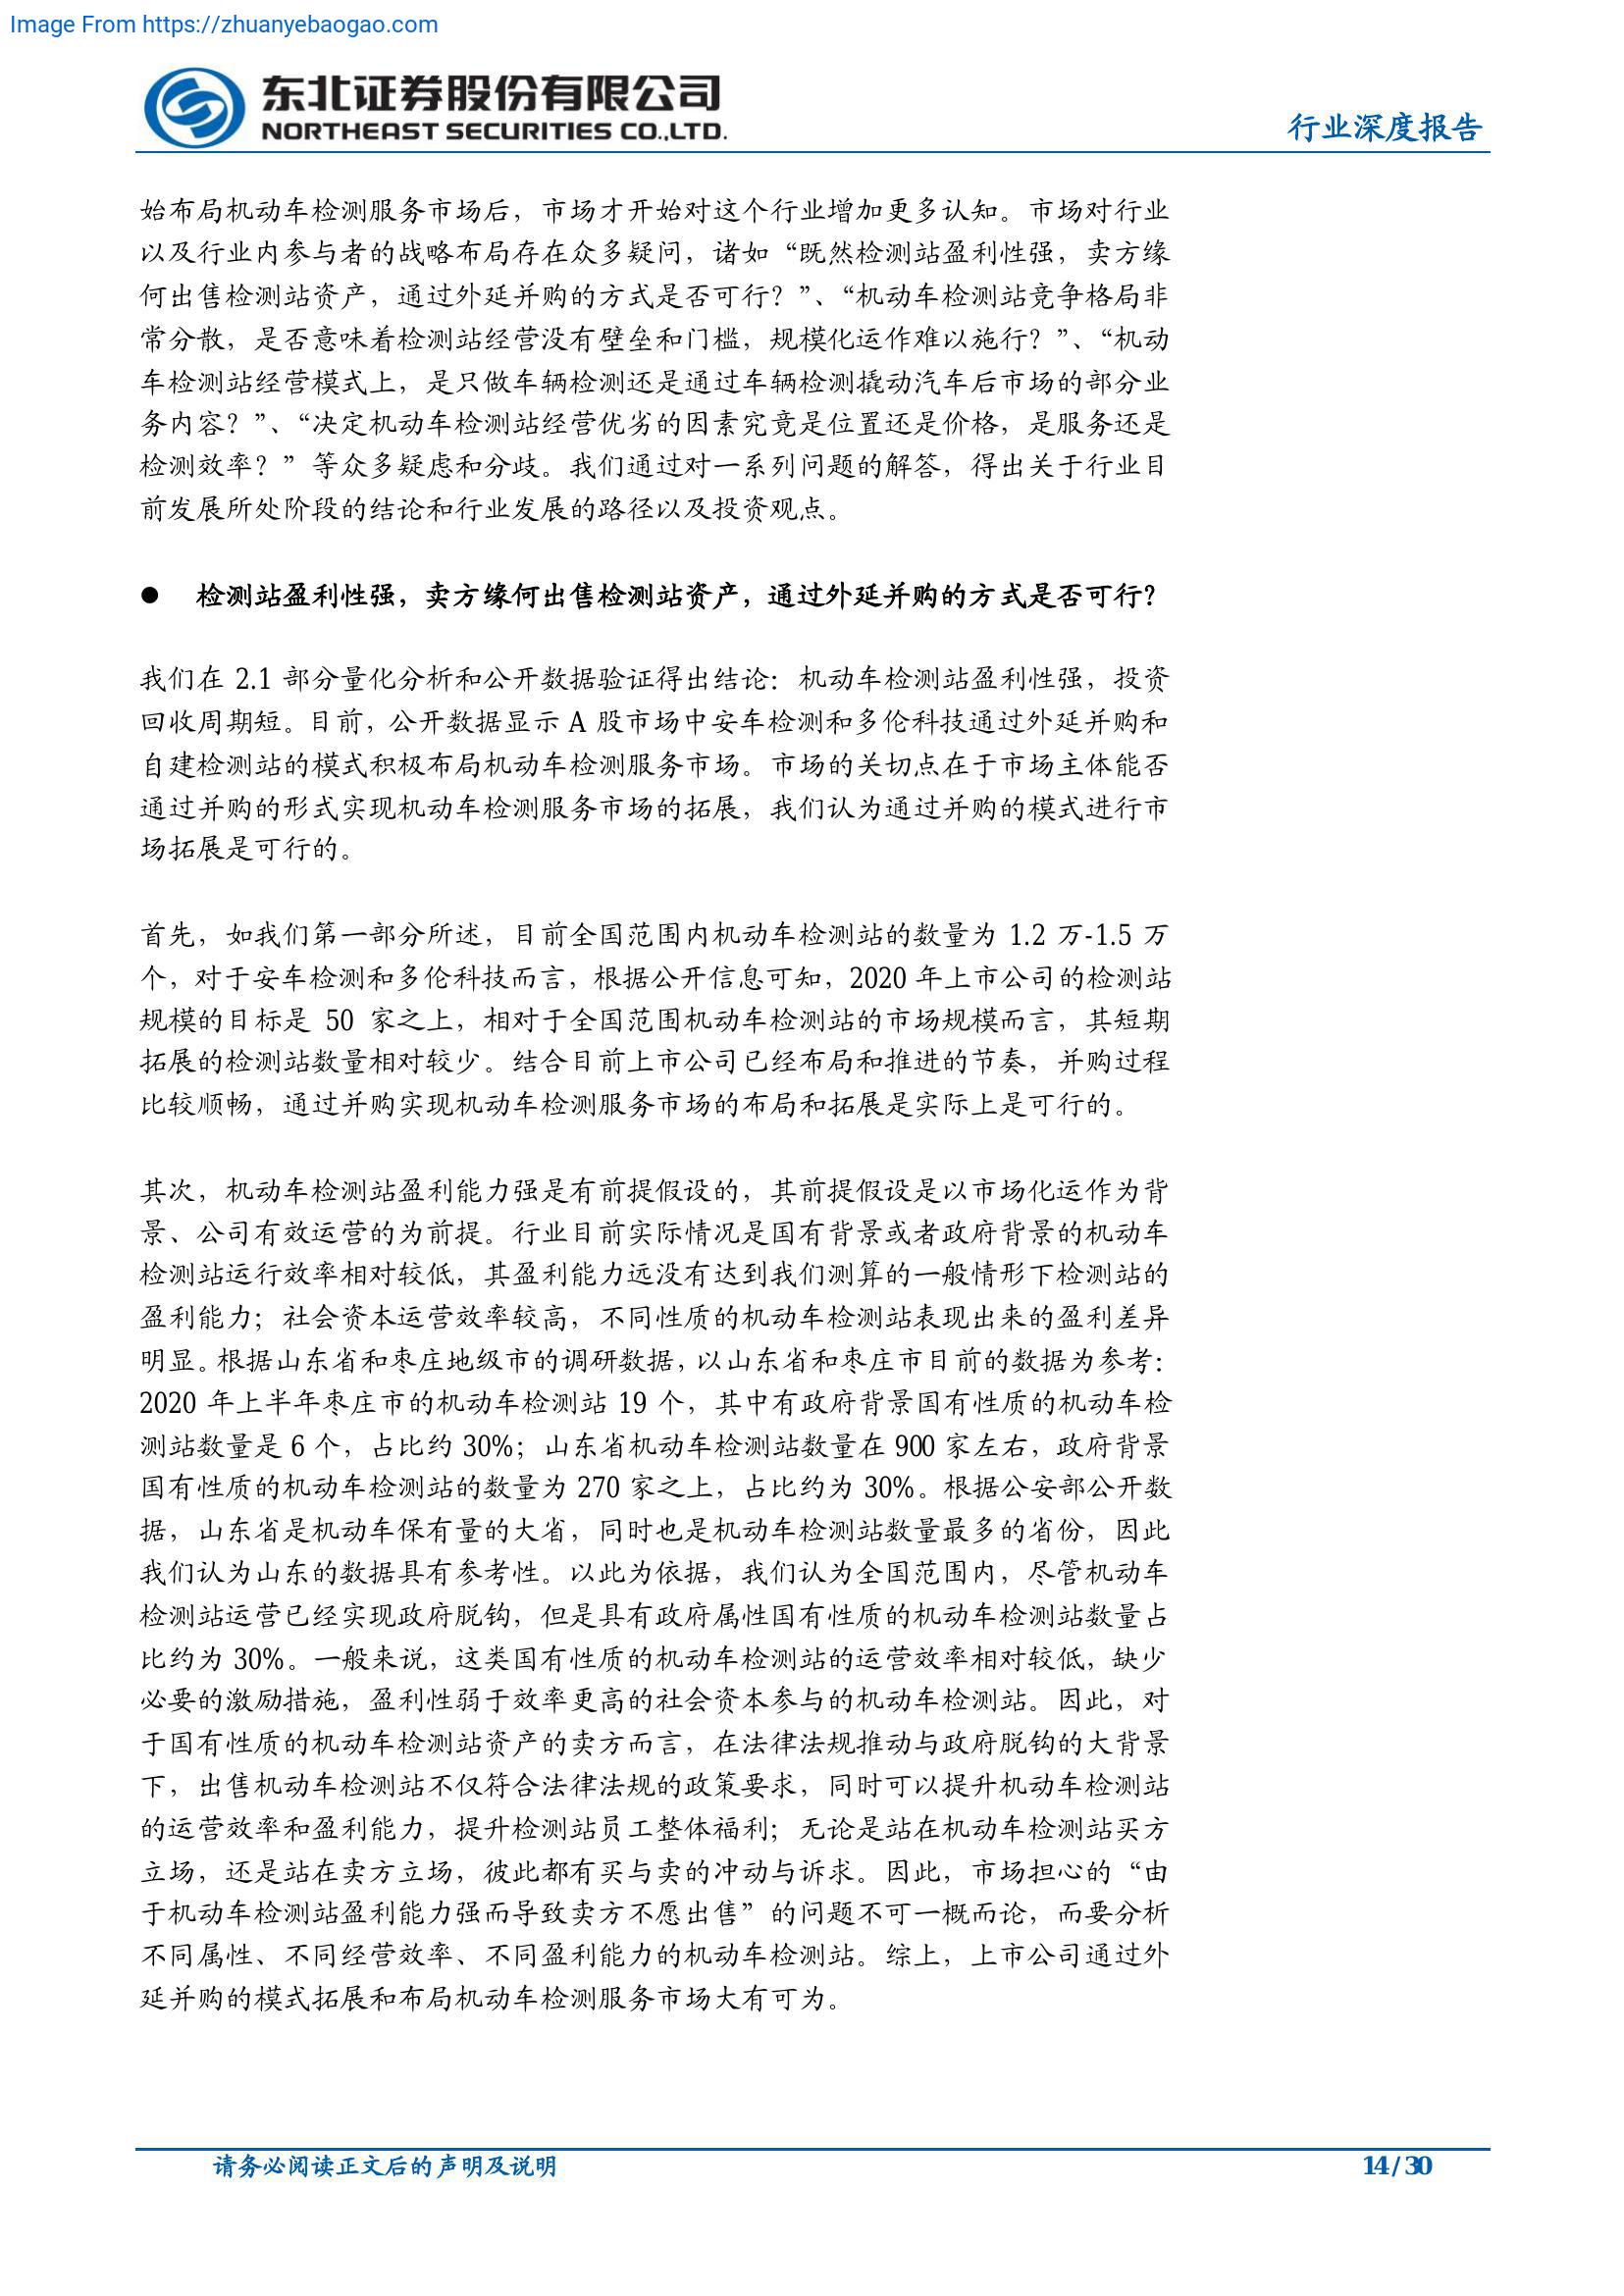 Image From https://zhuanyebaogao.com
东北证券股份有限公司
NORTHEAST SECURITIES CO.,LTD.
行业深度报告
始布局机动车检测服务市场后，市场才开始对这个行业增加更多认知。市场对行业
以及行业内参与者的战略布局存在众多疑问，诸如“既然检测站盈利性强，卖方缘
何出售检测站资产，通过外延并购的方式是否可行？”、“机动车检测站竞争格局非
常分散，是否意味着检测站经营没有壁垒和门槛，规模化运作难以施行？”、“机动
车检测站经营模式上，是只做车辆检测还是通过车辆检测撬动汽车后市场的部分业
务内容？”、“决定机动车检测站经营优劣的因素究竟是位置还是价格，是服务还是
检测效率？”等众多疑虑和分歧。我们通过对一系列问题的解答，得出关于行业目
前发展所处阶段的结论和行业发展的路径以及投资观点。
● 检测站盈利性强，卖方缘何出售检测站资产，通过外延并购的方式是否可行？
我们在 2.1 部分量化分析和公开数据验证得出结论：机动车检测站盈利性强，投资
回收周期短。目前，公开数据显示 A 股市场中安车检测和多伦科技通过外延并购和
自建检测站的模式积极布局机动车检测服务市场。市场的关切点在于市场主体能否
通过并购的形式实现机动车检测服务市场的拓展，我们认为通过并购的模式进行市
场拓展是可行的。
首先，如我们第一部分所述，目前全国范围内机动车检测站的数量为 1.2 万-1.5 万
个，对于安车检测和多伦科技而言，根据公开信息可知，2020 年上市公司的检测站
规模的目标是 50 家之上，相对于全国范围机动车检测站的市场规模而言，其短期
拓展的检测站数量相对较少。结合目前上市公司已经布局和推进的节奏，并购过程
比较顺畅，通过并购实现机动车检测服务市场的布局和拓展是实际上是可行的。
其次，机动车检测站盈利能力强是有前提假设的，其前提假设是以市场化运作为背
景、公司有效运营的为前提。行业目前实际情况是国有背景或者政府背景的机动车
检测站运行效率相对较低，其盈利能力远没有达到我们测算的一般情形下检测站的
盈利能力；社会资本运营效率较高，不同性质的机动车检测站表现出来的盈利差异
明显。根据山东省和枣庄地级市的调研数据，以山东省和枣庄市目前的数据为参考：
2020 年上半年枣庄市的机动车检测站 19 个，其中有政府背景国有性质的机动车检
测站数量是 6 个，占比约 30%；山东省机动车检测站数量在 900 家左右，政府背景
国有性质的机动车检测站的数量为 270 家之上，占比约为 30%。根据公安部公开数
据，山东省是机动车保有量的大省，同时也是机动车检测站数量最多的省份，因此
我们认为山东的数据具有参考性。以此为依据，我们认为全国范围内，尽管机动车
检测站运营已经实现政府脱钩，但是具有政府属性国有性质的机动车检测站数量占
比约为 30%。一般来说，这类国有性质的机动车检测站的运营效率相对较低，缺少
必要的激励措施，盈利性弱于效率更高的社会资本参与的机动车检测站。因此，对
于国有性质的机动车检测站资产的卖方而言，在法律法规推动与政府脱钩的大背景
下，出售机动车检测站不仅符合法律法规的政策要求，同时可以提升机动车检测站
的运营效率和盈利能力，提升检测站员工整体福利；无论是站在机动车检测站买方
立场，还是站在卖方立场，彼此都有买与卖的冲动与诉求。因此，市场担心的“由
于机动车检测站盈利能力强而导致卖方不愿出售”的问题不可一概而论，而要分析
不同属性、不同经营效率、不同盈利能力的机动车检测站。综上，上市公司通过外
延并购的模式拓展和布局机动车检测服务市场大有可为。
请务必阅读正文后的声明及说明
14 / 30